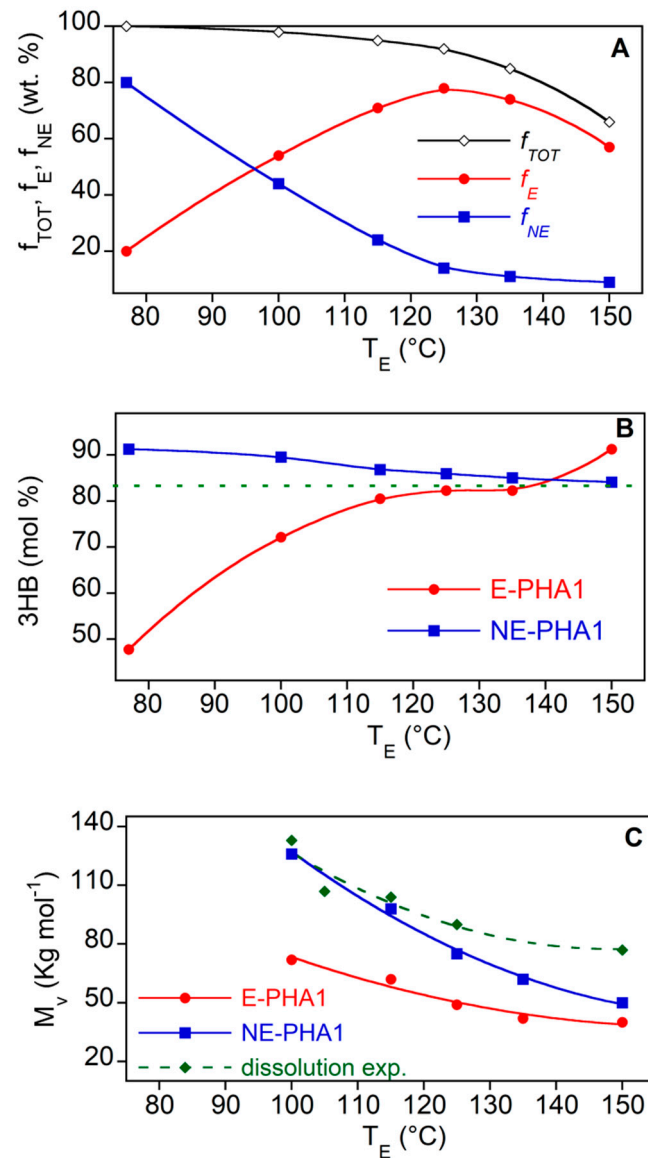 A
f_TOT, f_E, f_NE (wt. %)
100
80
60
40
20
f_TOT
f_E
f_NE
80 90 100 110 120 130 140 150
T_E (°C)
B
3HB (mol %)
90
80
70
60
50
E-PHA1
NE-PHA1
80 90 100 110 120 130 140 150
T_E (°C)
C
M_v (Kg mol⁻¹)
140
110
80
50
20
E-PHA1
NE-PHA1
dissolution exp.
80 90 100 110 120 130 140 150
T_E (°C)